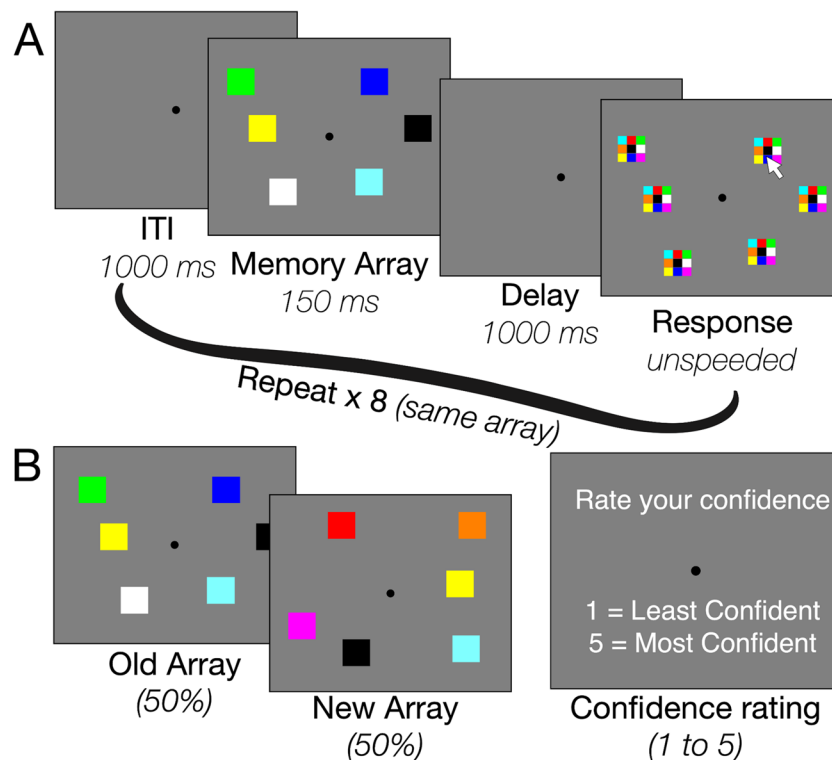 A
ITI
1000 ms
Memory Array
150 ms
Delay
1000 ms
Response
unspeeded
Repeat x 8 (same array)
B
Old Array
(50%)
New Array
(50%)
Rate your confidence
1 = Least Confident
5 = Most Confident
Confidence rating
(1 to 5)